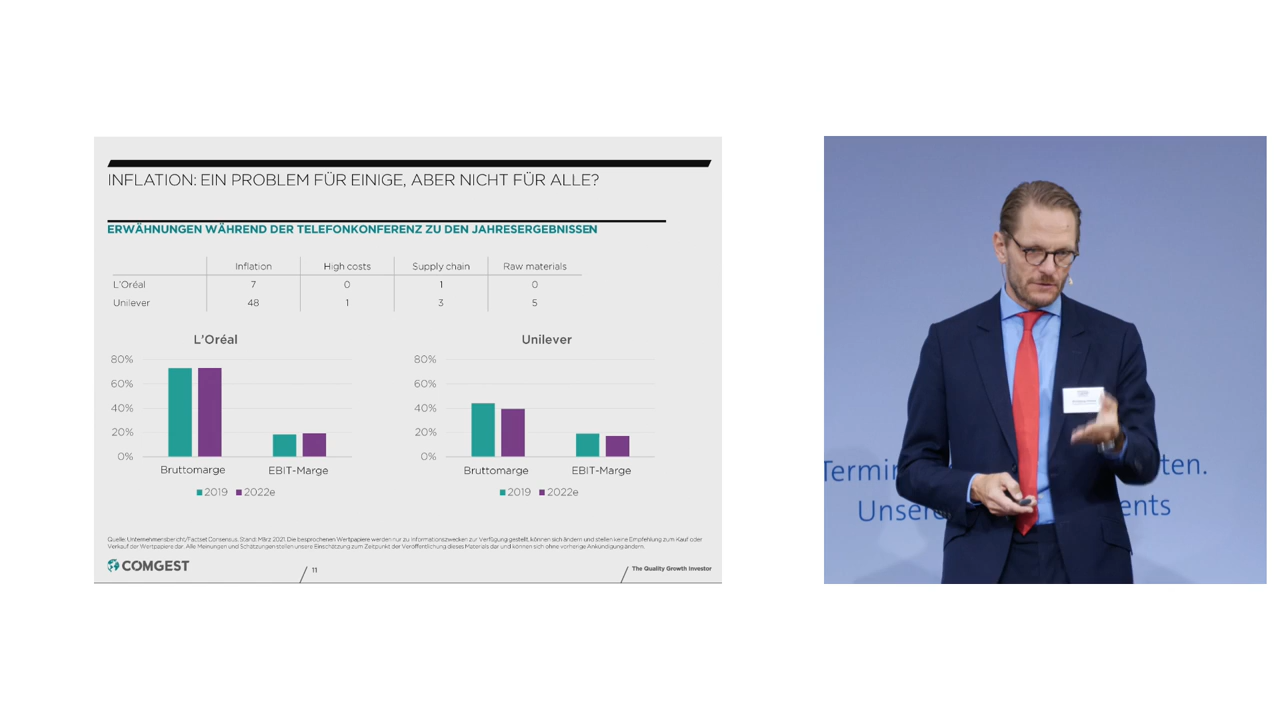 INFLATION: EIN PROBLEM FÜR EINIGE, ABER NICHT FÜR ALLE?
ERWÄHNUNGEN WÄHREND DER TELEFONKONFERENZ ZU DEN JAHRESERGEBNISSEN
Inflation High costs Supply chain Raw materials
L'Oréal 7 0 1 0
Unilever 48 1 3 5
L'Oréal
80%
60%
40%
20%
0%
Bruttomarge EBIT-Marge
2019 2022e
Unilever
80%
60%
40%
20%
0%
Bruttomarge EBIT-Marge
2019 2022e
Quelle: Unternehmensbericht/Factset Consensus. Stand: März 2021. Die besprochenen Wertpapiere werden nur zu Informationszwecken zur Verfügung gestellt, können sich ändern und stellen keine Empfehlung zum Kauf oder
Verkauf der Wertpapiere dar. Alle Meinungen und Schätzungen stellen unsere Einschätzung zum Zeitpunkt der Veröffentlichung dieses Materials dar und können sich ohne vorherige Ankündigung ändern.
COMGEST
11
The Quality Growth Investor
Termin ten.
Unser ents